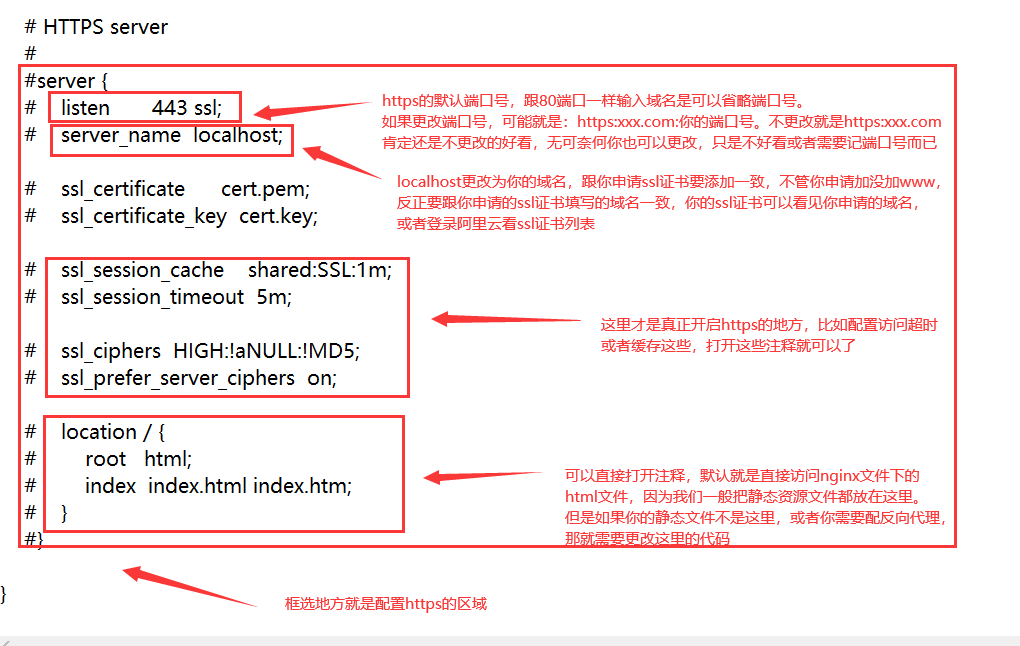 # HTTPS server
#
#server {
#    listen       443 ssl;
#    server_name  localhost;
https的默认端口号，跟80端口一样输入域名是可以省略端口号。
如果更改端口号，可能就是：https:xxx.com:你的端口号。不更改就是https:xxx.com
肯定还是不更改的好看，无可奈何你也可以更改，只是不好看或者需要记端口号而已
localhost更改为你的域名，跟你申请ssl证书要添加一致，不管你申请加没加www，
反正要跟你申请的ssl证书填写的域名一致，你的ssl证书可以看见你申请的域名，
或者登录阿里云看ssl证书列表
#    ssl_certificate      cert.pem;
#    ssl_certificate_key  cert.key;
#    ssl_session_cache    shared:SSL:1m;
#    ssl_session_timeout  5m;
#    ssl_ciphers  HIGH:!aNULL:!MD5;
#    ssl_prefer_server_ciphers  on;
这里才是真正开启https的地方，比如配置访问超时
或者缓存这些，打开这些注释就可以了
#    location / {
#        root   html;
#        index  index.html index.htm;
#    }
#}
可以直接打开注释，默认就是直接访问nginx文件下的
html文件，因为我们一般把静态资源文件都放在这里。
但是如果你的静态文件不是这里，或者你需要配反向代理，
那就需要更改这里的代码
}
框选地方就是配置https的区域